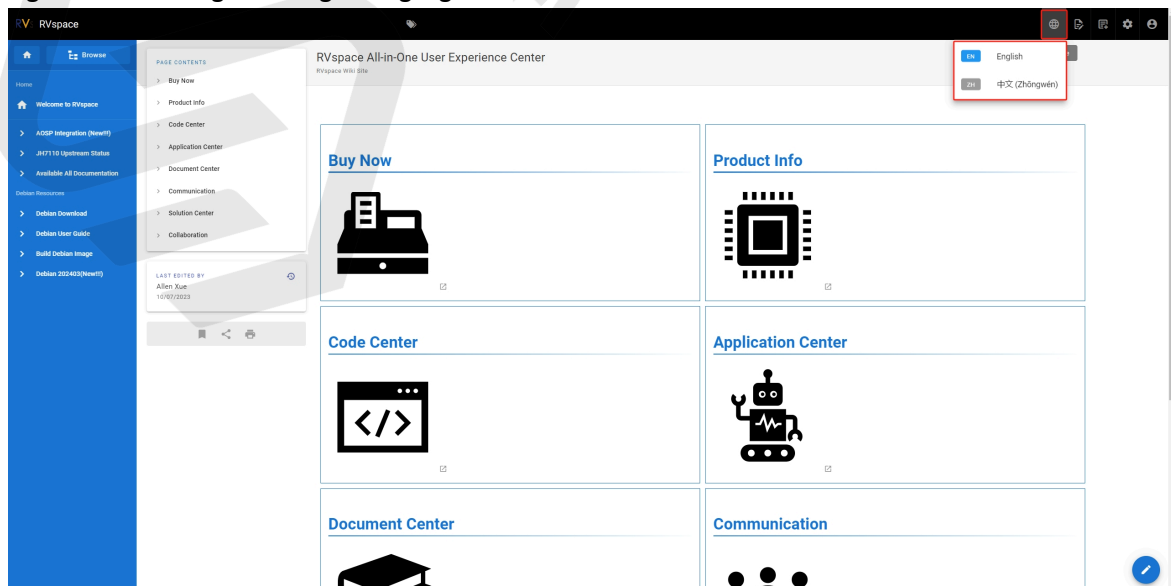 RV RVspace
EN English
ZH 中文 (Zhōngwén)
Browse
Home
Welcome to RVspace
AOSP Integration (New!!!)
JH7110 Upstream Status
Available All Documentation
Debian Resources
Debian Download
Debian User Guide
Build Debian Image
Debian 202403(New!!!)
PAGE CONTENTS
Buy Now
Product Info
Code Center
Application Center
Document Center
Communication
Solution Center
Collaboration
LAST EDITED BY
Allen Xue
10/07/2023
RVspace All-in-One User Experience Center
RVspace Wiki Site
Buy Now
Product Info
Code Center
Application Center
Document Center
Communication